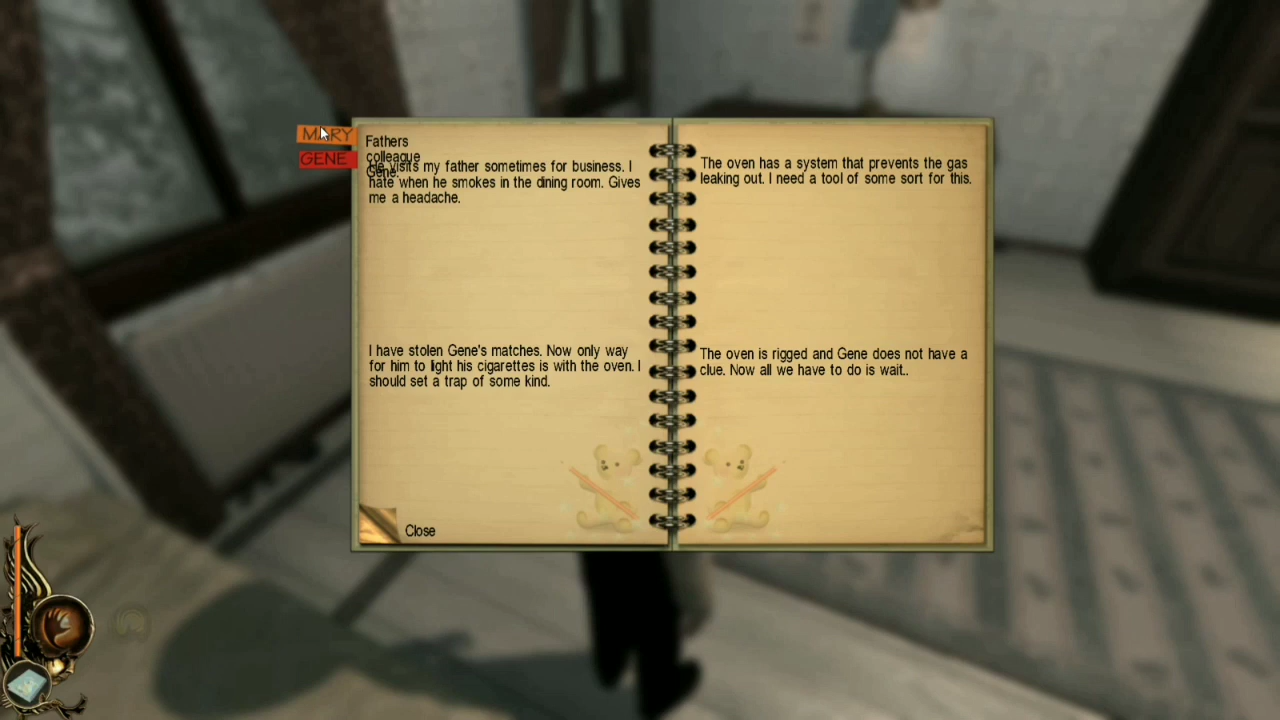 MARY
GENE
Fathers
colleague
Gene.
He visits my father sometimes for business. I
hate when he smokes in the dining room. Gives
me a headache.
I have stolen Gene's matches. Now only way
for him to light his cigarettes is with the oven. I
should set a trap of some kind.
Close
The oven has a system that prevents the gas
leaking out. I need a tool of some sort for this.
The oven is rigged and Gene does not have a
clue. Now all we have to do is wait..